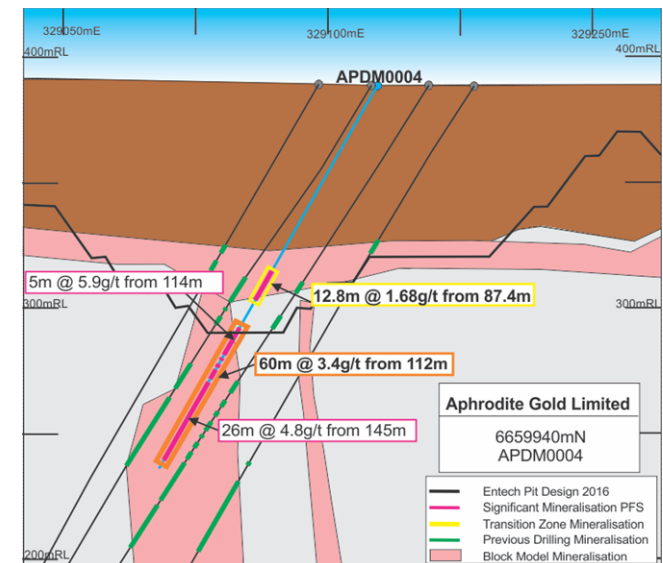 329050mE
329100mE
329250mE
400mRL
400mRL
APDM0004
5m @ 5.9g/t from 114m
300mRL
300mRL
12.8m @ 1.68g/t from 87.4m
60m @ 3.4g/t from 112m
26m @ 4.8g/t from 145m
Aphrodite Gold Limited
6659940mN
APDM0004
Entech Pit Design 2016
Significant Mineralisation PFS
Transition Zone Mineralisation
Previous Drilling Mineralisation
Block Model Mineralisation
200mRL